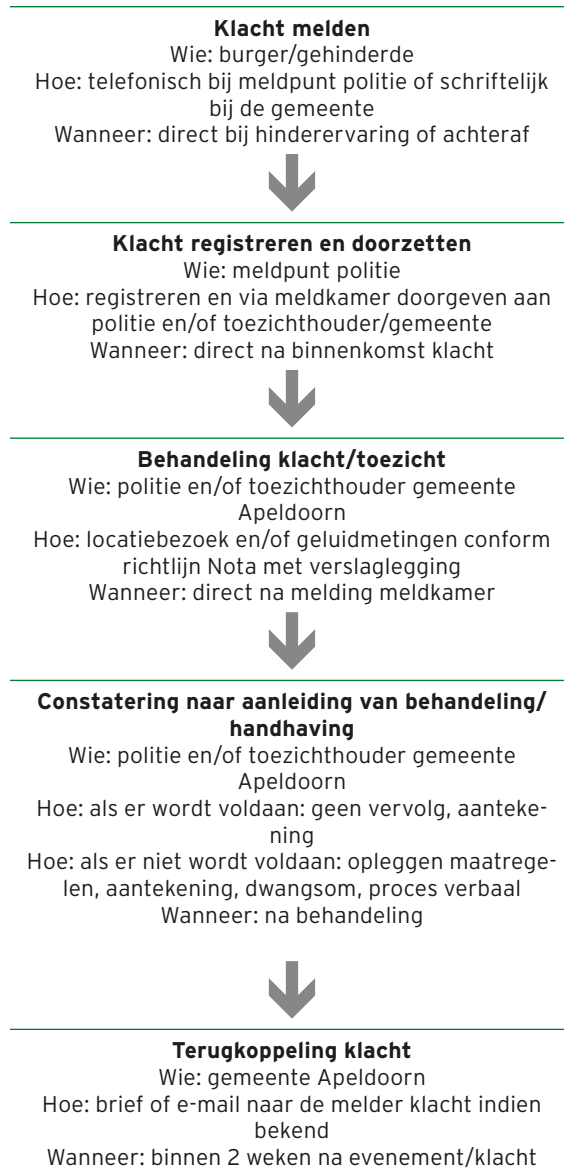 Klacht melden
Wie: burger/gehinderde
Hoe: telefonisch bij meldpunt politie of schriftelijk
bij de gemeente
Wanneer: direct bij hinderervaring of achteraf
Klacht registreren en doorzetten
Wie: meldpunt politie
Hoe: registreren en via meldkamer doorgeven aan
politie en/of toezichthouder/gemeente
Wanneer: direct na binnenkomst klacht
Behandeling klacht/toezicht
Wie: politie en/of toezichthouder gemeente
Apeldoorn
Hoe: locatiebezoek en/of geluidmetingen conform
richtlijn Nota met verslaglegging
Wanneer: direct na melding meldkamer
Constatering naar aanleiding van behandeling/
handhaving
Wie: politie en/of toezichthouder gemeente
Apeldoorn
Hoe: als er wordt voldaan: geen vervolg, aanteke-
ning
Hoe: als er niet wordt voldaan: opleggen maatrege-
len, aantekening, dwangsom, proces verbaal
Wanneer: na behandeling
Terugkoppeling klacht
Wie: gemeente Apeldoorn
Hoe: brief of e-mail naar de melder klacht indien
bekend
Wanneer: binnen 2 weken na evenement/klacht